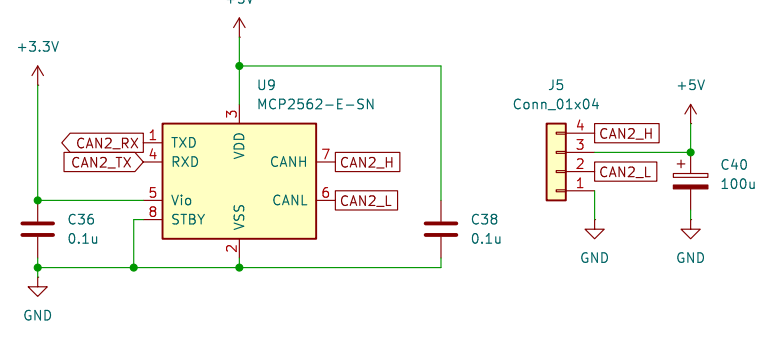 +5V
+3.3V
U9
MCP2562-E-SN
J5
Conn_01x04
+5V
3
VDD
CAN2_RX
1
TXD
4
CAN2_H
CAN2_TX
4
RXD
CANH
7
CAN2_H
3
2
CAN2_L
+
C40
100u
5
Vio
CANL
6
CAN2_L
1
C36
0.1u
8
STBY
VSS
C38
0.1u
2
GND
GND
GND